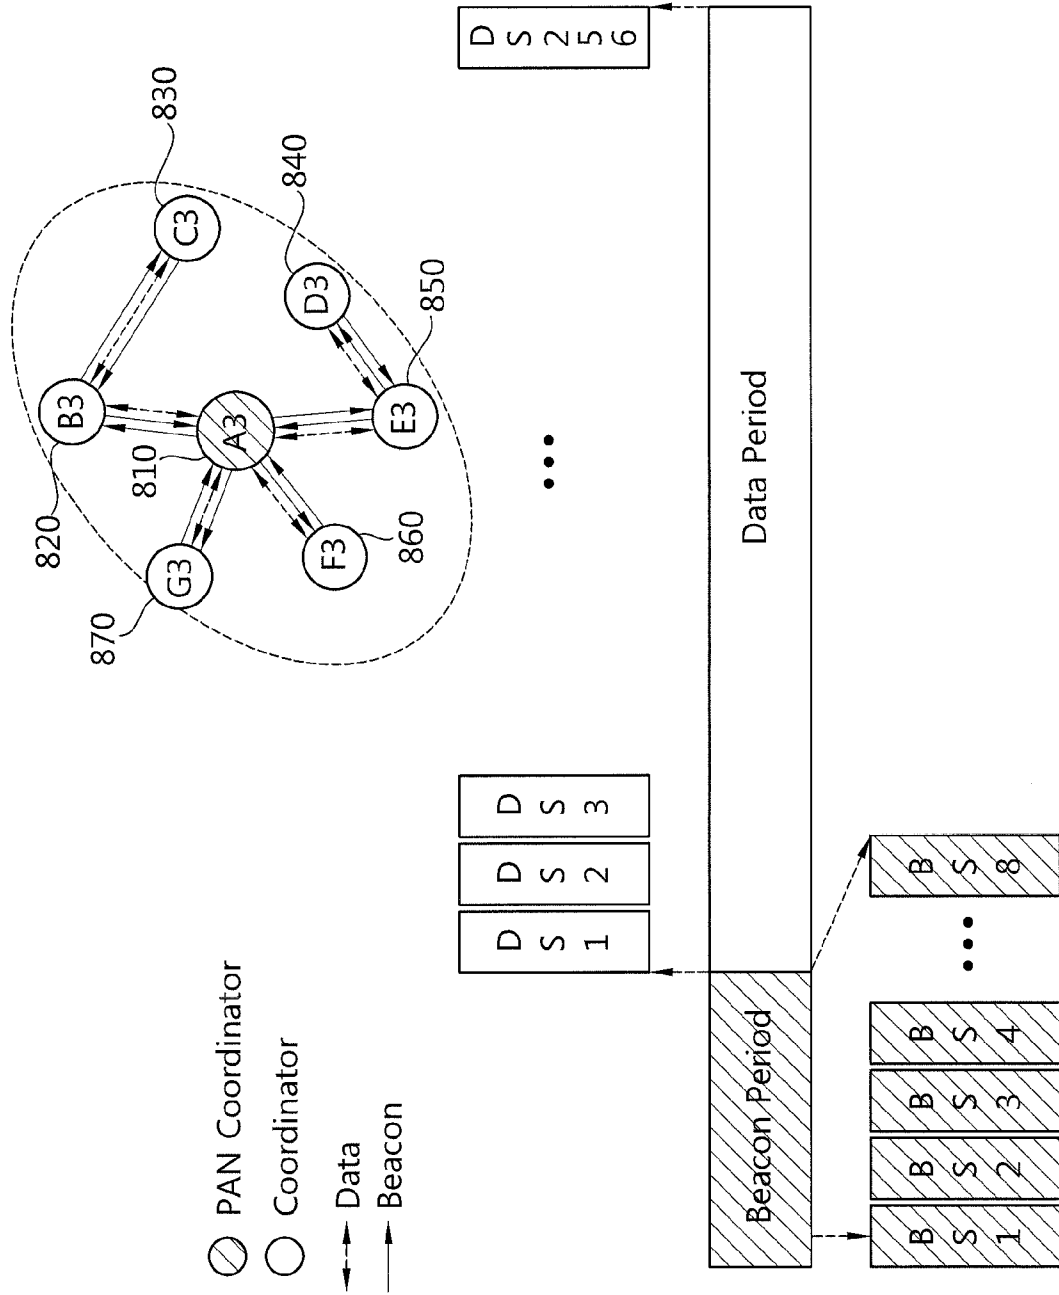 PAN Coordinator
Coordinator
Data
Beacon
820
B3
830
C3
870
G3
810
A3
840
D3
860
F3
E3
850
DS1
DS2
DS3
•••
DS256
Beacon Period
Data Period
BS1
BS2
BS3
BS4
•••
BS8